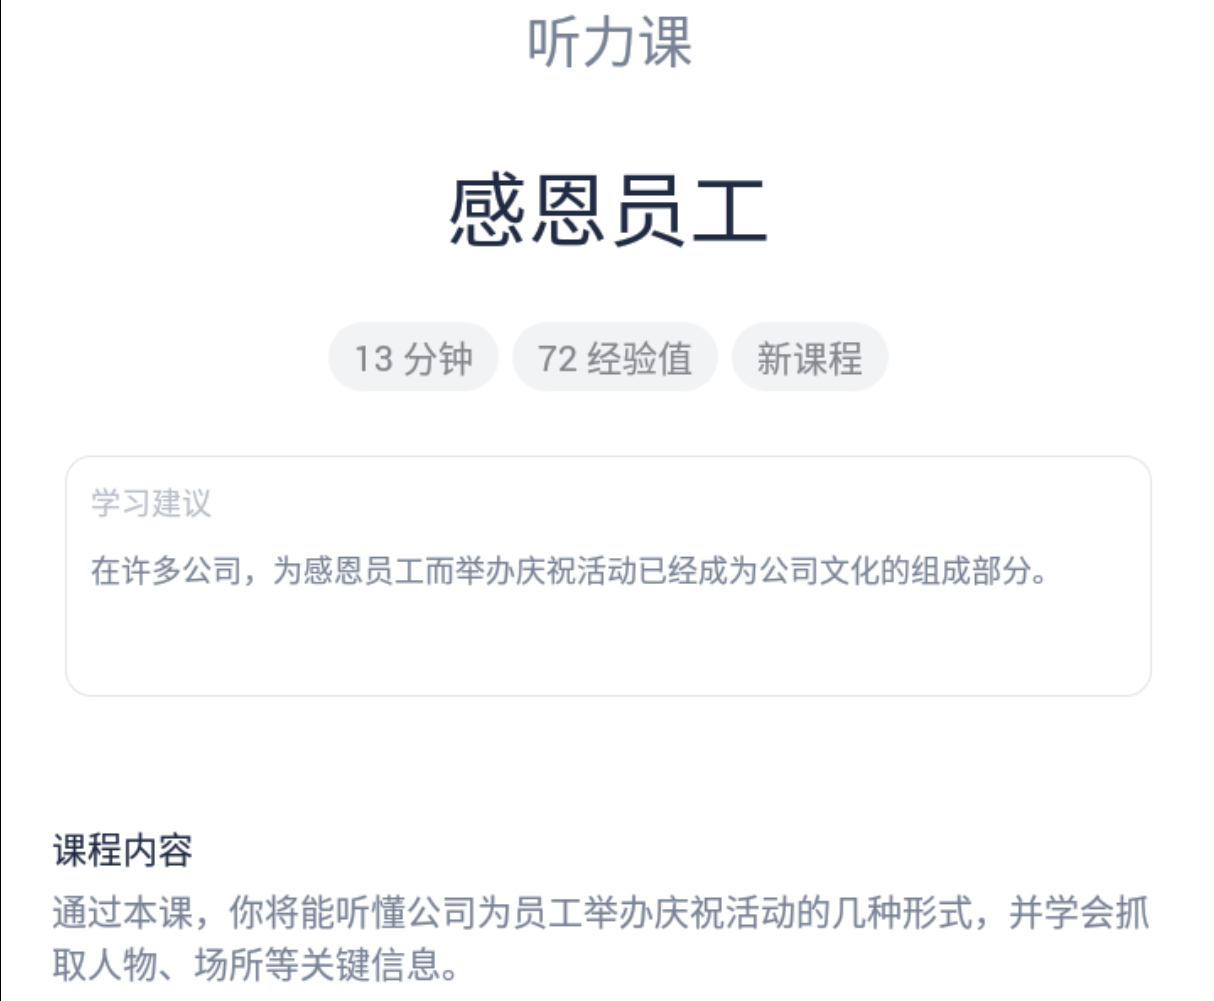 听力课
感恩员工
13 分钟 72 经验值 新课程
学习建议
在许多公司，为感恩员工而举办庆祝活动已经成为公司文化的组成部分。
课程内容
通过本课，你将能听懂公司为员工举办庆祝活动的几种形式，并学会抓
取人物、场所等关键信息。